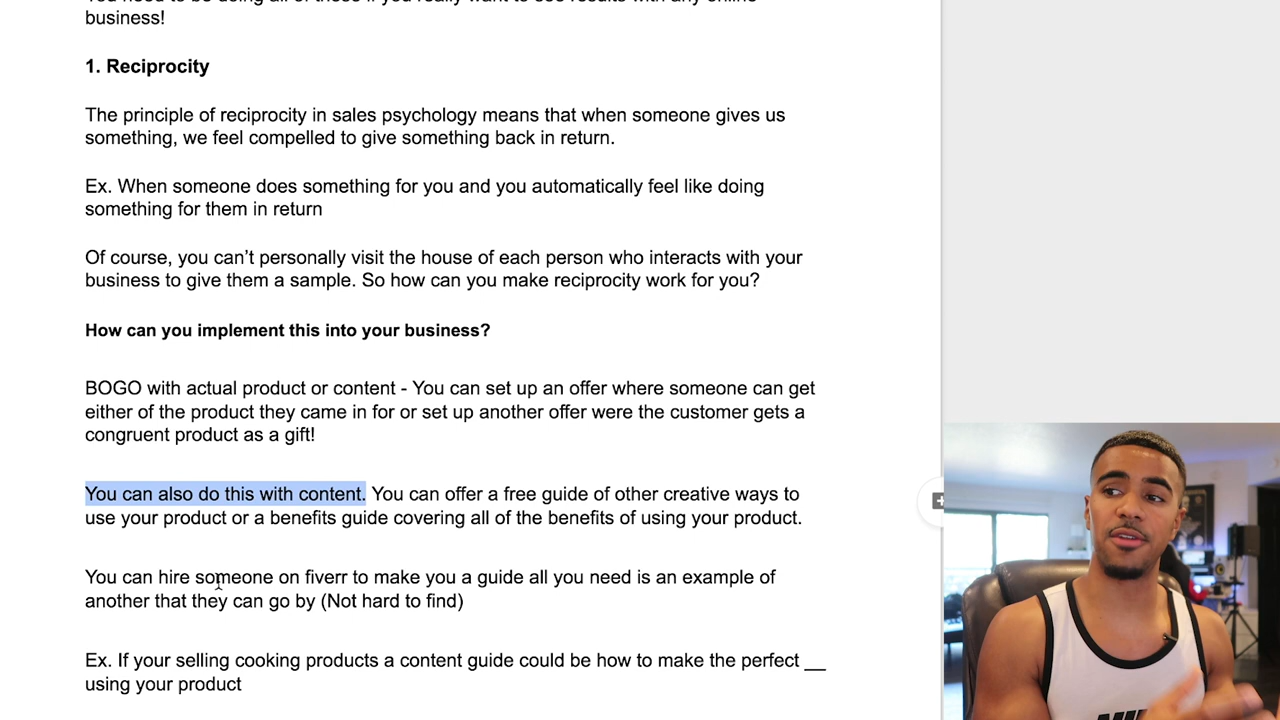 business!
1. Reciprocity
The principle of reciprocity in sales psychology means that when someone gives us
something, we feel compelled to give something back in return.
Ex. When someone does something for you and you automatically feel like doing
something for them in return
Of course, you can’t personally visit the house of each person who interacts with your
business to give them a sample. So how can you make reciprocity work for you?
How can you implement this into your business?
BOGO with actual product or content - You can set up an offer where someone can get
either of the product they came in for or set up another offer were the customer gets a
congruent product as a gift!
You can also do this with content. You can offer a free guide of other creative ways to
use your product or a benefits guide covering all of the benefits of using your product.
You can hire someone on fiverr to make you a guide all you need is an example of
another that they can go by (Not hard to find)
Ex. If your selling cooking products a content guide could be how to make the perfect __
using your product